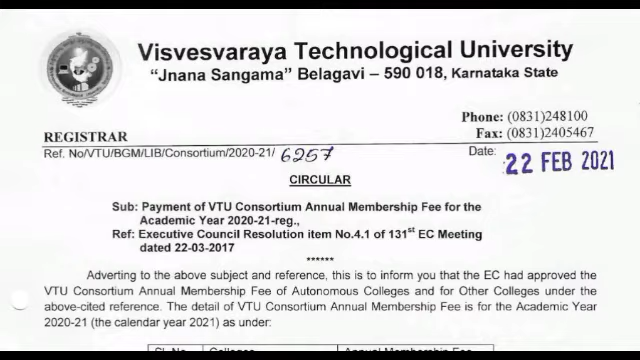 Visvesvaraya Technological University
“Jnana Sangama” Belagavi – 590 018, Karnataka State
Phone: (0831)248100
Fax: (0831)2405467
REGISTRAR
Ref. No/VTU/BGM/LIB/Consortium/2020-21/ 6257
Date: 22 FEB 2021
CIRCULAR
Sub: Payment of VTU Consortium Annual Membership Fee for the
Academic Year 2020-21-reg.,
Ref: Executive Council Resolution item No.4.1 of 131st EC Meeting
dated 22-03-2017
******
Adverting to the above subject and reference, this is to inform you that the EC had approved the
VTU Consortium Annual Membership Fee of Autonomous Colleges and for Other Colleges under the
above-cited reference. The detail of VTU Consortium Annual Membership Fee is for the Academic Year
2020-21 (the calendar year 2021) as under:
Sl. No. Colleges Annual Membership Fee